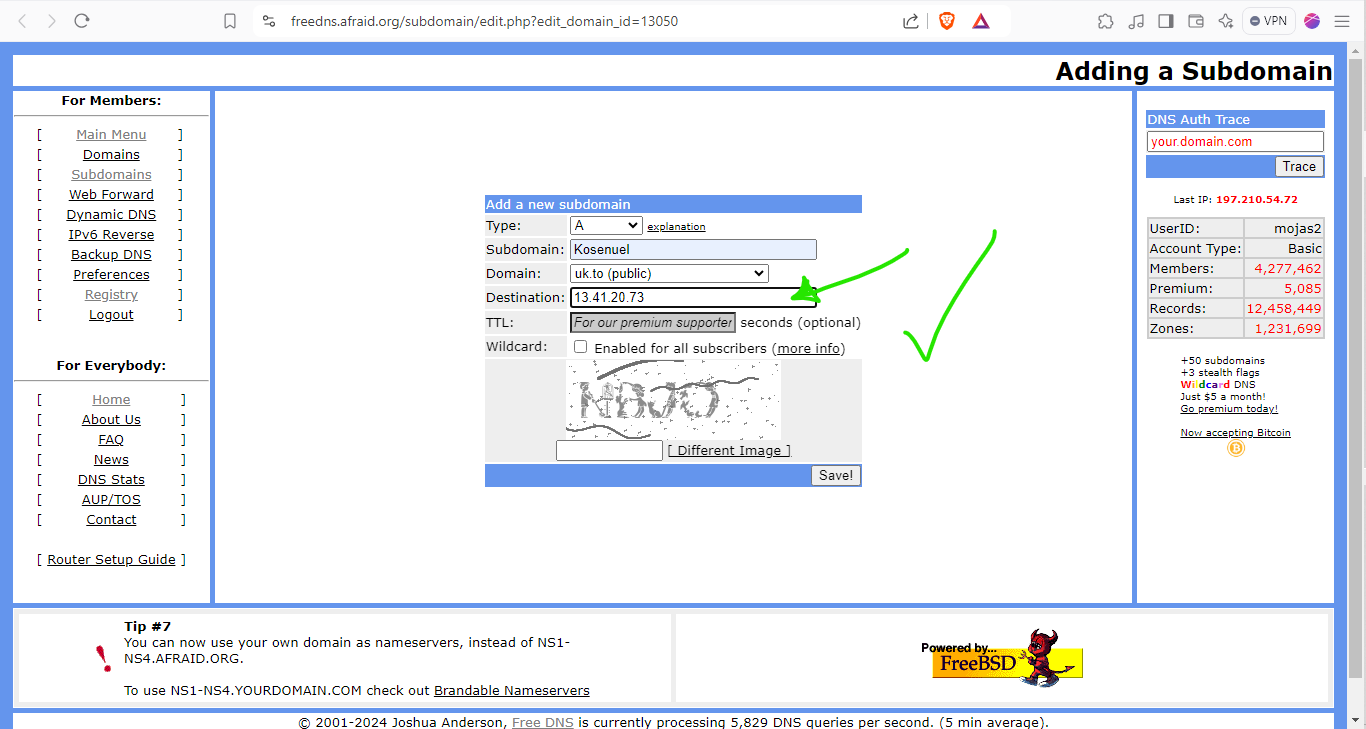 freedns.afraid.org/subdomain/edit.php?edit_domain_id=13050
VPN
Adding a Subdomain
For Members:
[ Main Menu ]
[ Domains ]
[ Subdomains ]
[ Web Forward ]
[ Dynamic DNS ]
[ IPv6 Reverse ]
[ Backup DNS ]
[ Preferences ]
[ Registry ]
[ Logout ]
For Everybody:
[ Home ]
[ About Us ]
[ FAQ ]
[ News ]
[ DNS Stats ]
[ AUP/TOS ]
[ Contact ]
[ Router Setup Guide ]
Add a new subdomain
Type: A explanation
Subdomain: Kosenuel
Domain: uk.to (public)
Destination: 13.41.20.73
TTL: For our premium supporter seconds (optional)
Wildcard: Enabled for all subscribers (more info)
[ Different Image ]
Save!
DNS Auth Trace
your.domain.com
Trace
Last IP: 197.210.54.72
UserID: mojas2
Account Type: Basic
Members: 4,277,462
Premium: 5,085
Records: 12,458,449
Zones: 1,231,699
+50 subdomains
+3 stealth flags
Wildcard DNS
Just $5 a month!
Go premium today!
Now accepting Bitcoin
Tip #7
You can now use your own domain as nameservers, instead of NS1-
NS4.AFRAID.ORG.
To use NS1-NS4.YOURDOMAIN.COM check out Brandable Nameservers
Powered by...
FreeBSD
© 2001-2024 Joshua Anderson, Free DNS is currently processing 5,829 DNS queries per second. (5 min average).